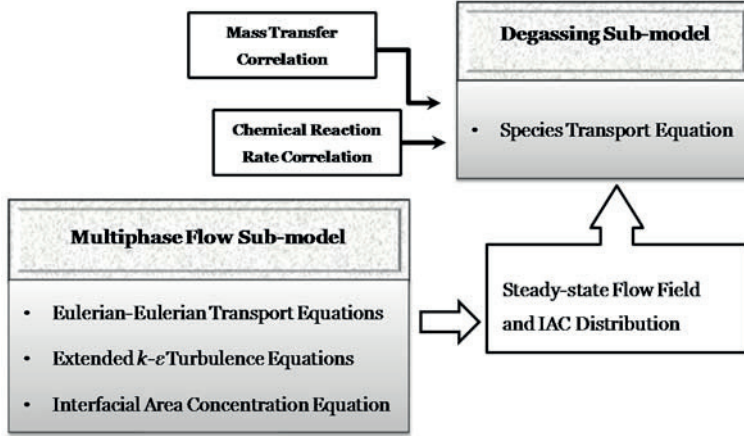 Mass Transfer
Correlation
Chemical Reaction
Rate Correlation
Degassing Sub-model
• Species Transport Equation
Multiphase Flow Sub-model
• Eulerian-Eulerian Transport Equations
• Extended k-ε Turbulence Equations
• Interfacial Area Concentration Equation
Steady-state Flow Field
and IAC Distribution